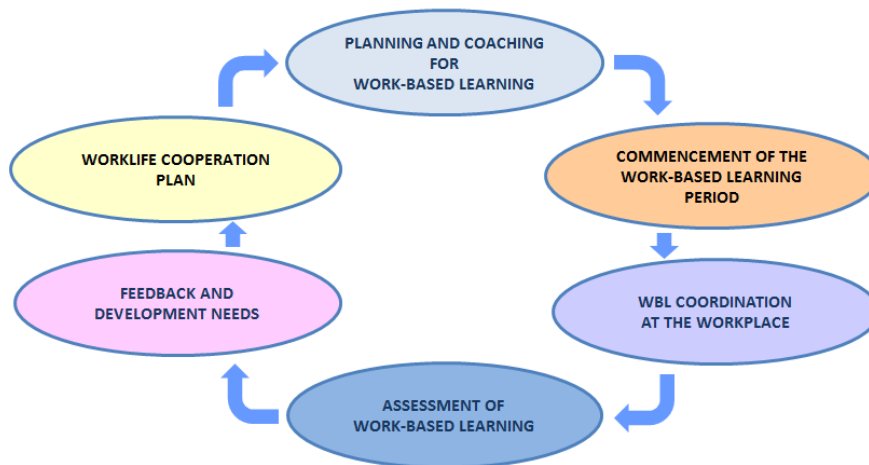 PLANNING AND COACHING
FOR
WORK-BASED LEARNING
COMMENCEMENT OF THE
WORK-BASED LEARNING
PERIOD
WBL COORDINATION
AT THE WORKPLACE
ASSESSMENT OF
WORK-BASED LEARNING
FEEDBACK AND
DEVELOPMENT NEEDS
WORKLIFE COOPERATION
PLAN